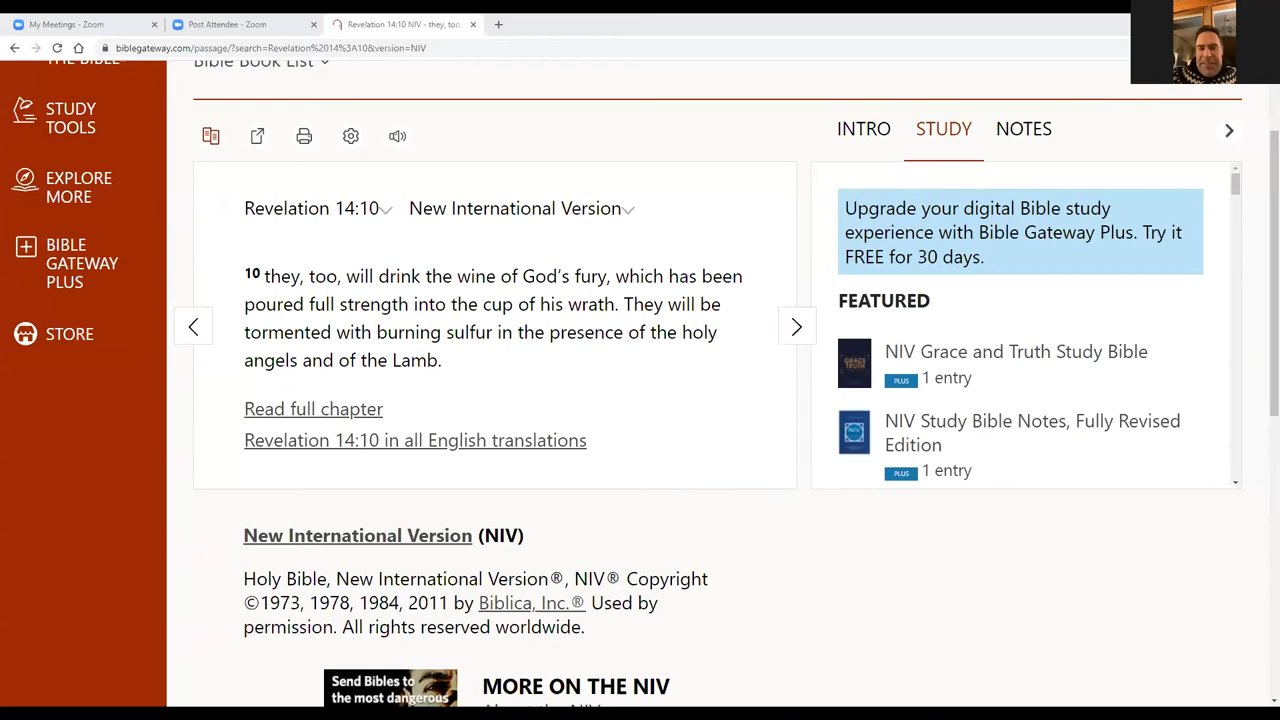 My Meetings - Zoom
Post Attendee - Zoom
Revelation 14:10 NIV - they, too,
biblegateway.com/passage/?search=Revelation%2014%3A10&version=NIV
THE BIBLE
Bible Book List
STUDY
TOOLS
EXPLORE
MORE
BIBLE
GATEWAY
PLUS
STORE
INTRO STUDY NOTES
Revelation 14:10 New International Version
10 they, too, will drink the wine of God’s fury, which has been
poured full strength into the cup of his wrath. They will be
tormented with burning sulfur in the presence of the holy
angels and of the Lamb.
Read full chapter
Revelation 14:10 in all English translations
Upgrade your digital Bible study
experience with Bible Gateway Plus. Try it
FREE for 30 days.
FEATURED
NIV Grace and Truth Study Bible
PLUS 1 entry
NIV Study Bible Notes, Fully Revised
Edition
PLUS 1 entry
New International Version (NIV)
Holy Bible, New International Version®, NIV® Copyright
©1973, 1978, 1984, 2011 by Biblica, Inc.® Used by
permission. All rights reserved worldwide.
Send Bibles to
the most dangerous
MORE ON THE NIV
About the NIV